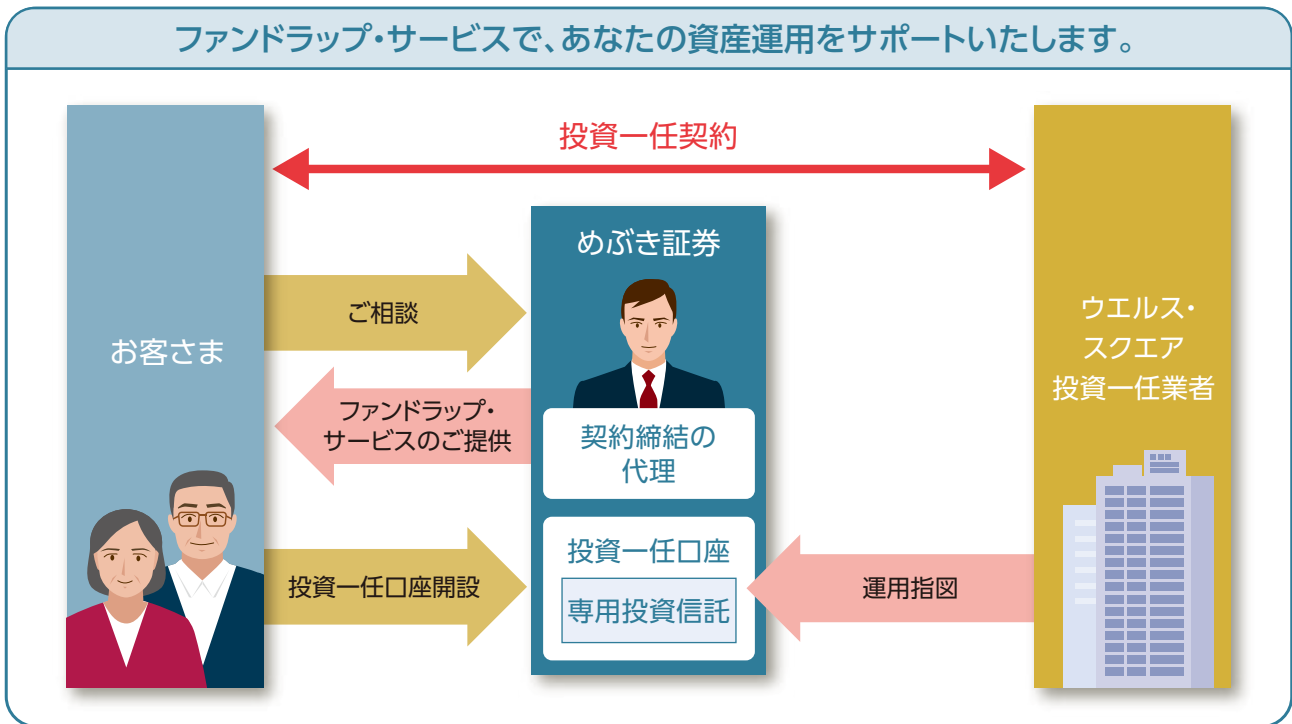 ファンドラップ・サービスで、あなたの資産運用をサポートいたします。
投資一任契約
お客さま
ご相談
ファンドラップ・
サービスのご提供
投資一任口座開設
めぶき証券
契約締結の
代理
投資一任口座
専用投資信託
運用指図
ウエルス・
スクエア
投資一任業者